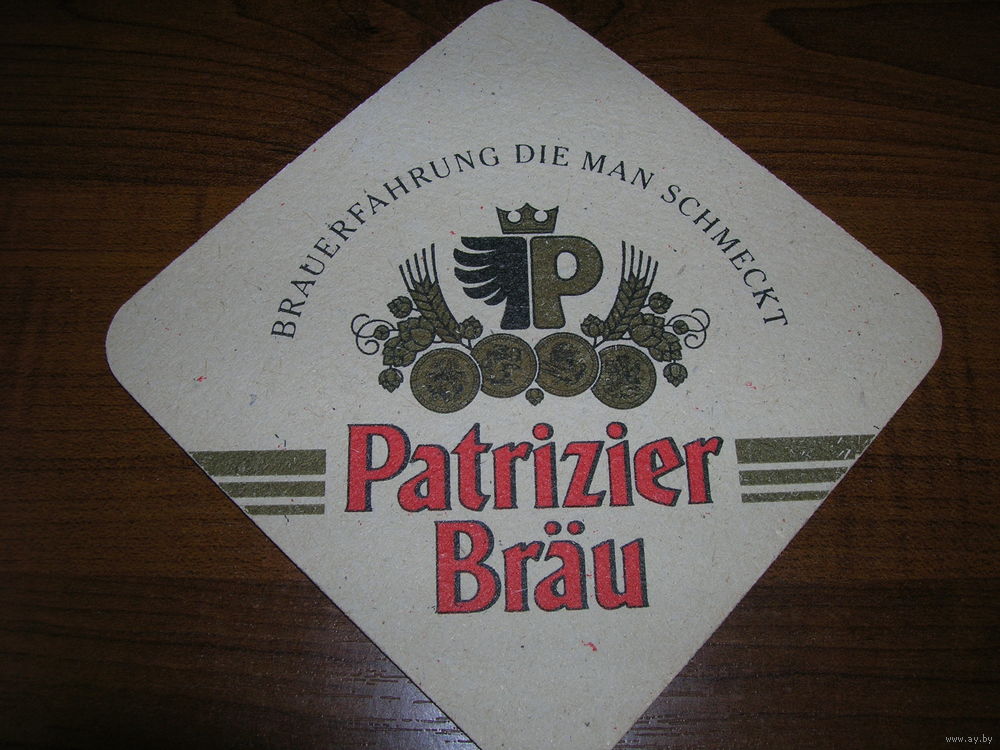 BRAUERFAHRUNG DIE MAN SCHMECKT
P
Patrizier
Bräu
www.ay.by